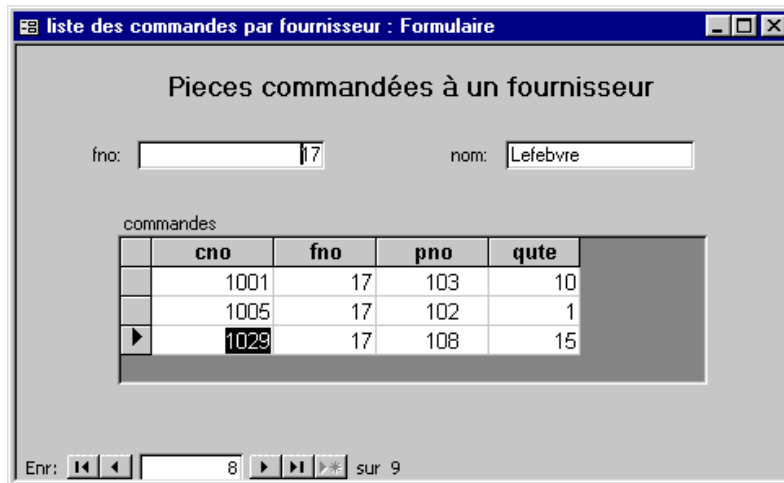 liste des commandes par fournisseur : Formulaire
Pieces commandées à un fournisseur
fno: 17 nom: Lefebvre
commandes
cno fno pno qute
1001 17 103 10
1005 17 102 1
1029 17 108 15
Enr: 8 sur 9